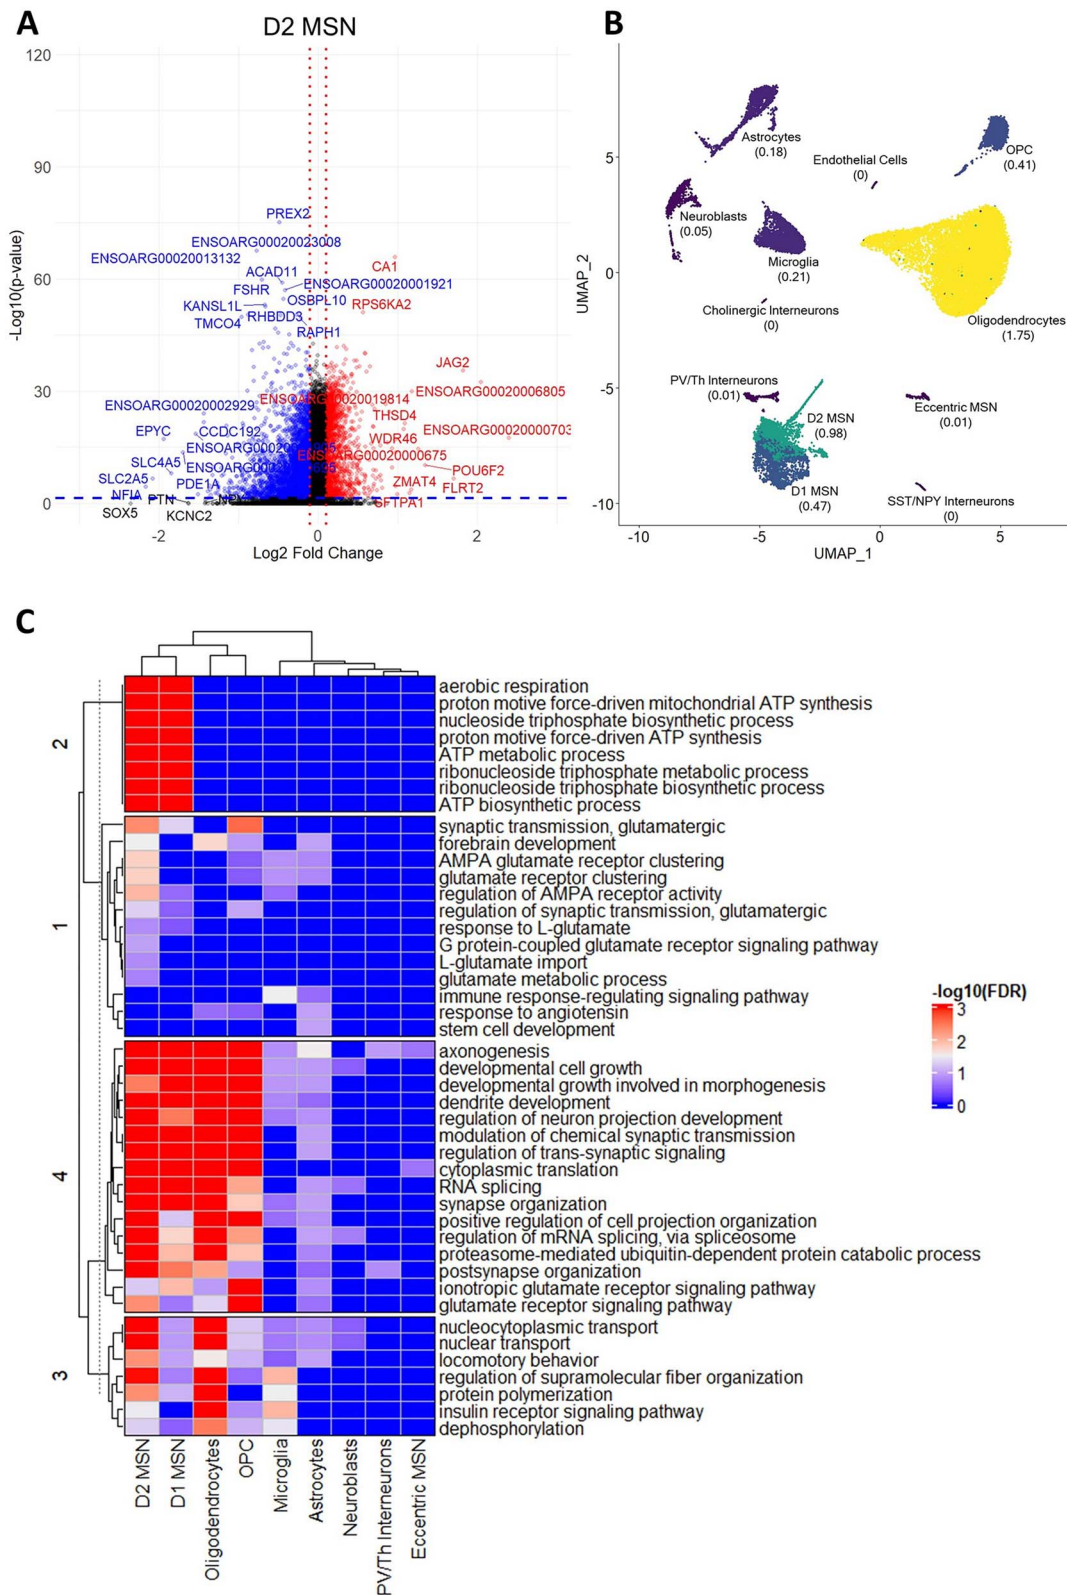 A
D2 MSN
120
90
60
30
0
-Log10(p-value)
-2
0
2
Log2 Fold Change
PREX2
ENSOARG00020023008
ENSOARG00020013132
CA1
ACAD11
ENSOARG00020001921
FSHR
OSBPL10
KANSL1L
RPS6KA2
RHBDD3
TMCO4
RAPH1
JAG2
ENSOARG00020006805
ENSOARG00020019814
ENSOARG00020002929
THSD4
EPYC
CCDC192
ENSOARG00020000703
WDR46
ENSOARG00020000675
SLC4A5
POU6F2
SLC2A5
PDE1A
ZMAT4
FLRT2
NFIA
PTN
NPY
SFTPA1
SOX5
KCNC2
B
5
0
-5
-10
UMAP_2
-10
-5
0
5
UMAP_1
Astrocytes
(0.18)
OPC
(0.41)
Endothelial Cells
(0)
Neuroblasts
(0.05)
Microglia
(0.21)
Cholinergic Interneurons
(0)
Oligodendrocytes
(1.75)
PV/Th Interneurons
(0.01)
Eccentric MSN
(0.01)
D2 MSN
(0.98)
D1 MSN
(0.47)
SST/NPY Interneurons
(0)
C
2
aerobic respiration
proton motive force-driven mitochondrial ATP synthesis
nucleoside triphosphate biosynthetic process
proton motive force-driven ATP synthesis
ATP metabolic process
ribonucleoside triphosphate metabolic process
ribonucleoside triphosphate biosynthetic process
ATP biosynthetic process
1
synaptic transmission, glutamatergic
forebrain development
AMPA glutamate receptor clustering
glutamate receptor clustering
regulation of AMPA receptor activity
regulation of synaptic transmission, glutamatergic
response to L-glutamate
G protein-coupled glutamate receptor signaling pathway
L-glutamate import
glutamate metabolic process
immune response-regulating signaling pathway
response to angiotensin
stem cell development
4
axonogenesis
developmental cell growth
developmental growth involved in morphogenesis
dendrite development
regulation of neuron projection development
modulation of chemical synaptic transmission
regulation of trans-synaptic signaling
cytoplasmic translation
RNA splicing
synapse organization
positive regulation of cell projection organization
regulation of mRNA splicing, via spliceosome
proteasome-mediated ubiquitin-dependent protein catabolic process
postsynapse organization
ionotropic glutamate receptor signaling pathway
glutamate receptor signaling pathway
3
nucleocytoplasmic transport
nuclear transport
locomotory behavior
regulation of supramolecular fiber organization
protein polymerization
insulin receptor signaling pathway
dephosphorylation
D2 MSN
D1 MSN
Oligodendrocytes
OPC
Microglia
Astrocytes
Neuroblasts
PV/Th Interneurons
Eccentric MSN
-log10(FDR)
3
2
1
0